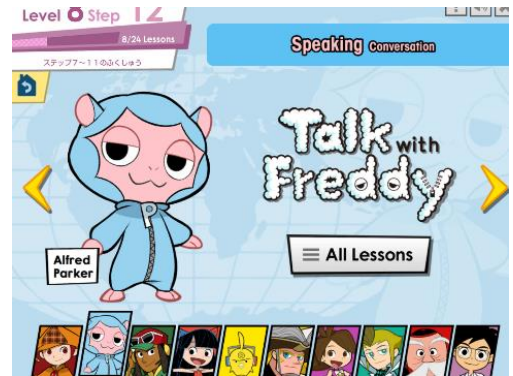 Level 8 Step 12
8/24 Lessons
ステップ7～11のふくしゅう
Speaking Conversation
Talk with
Freddy
All Lessons
Alfred
Parker